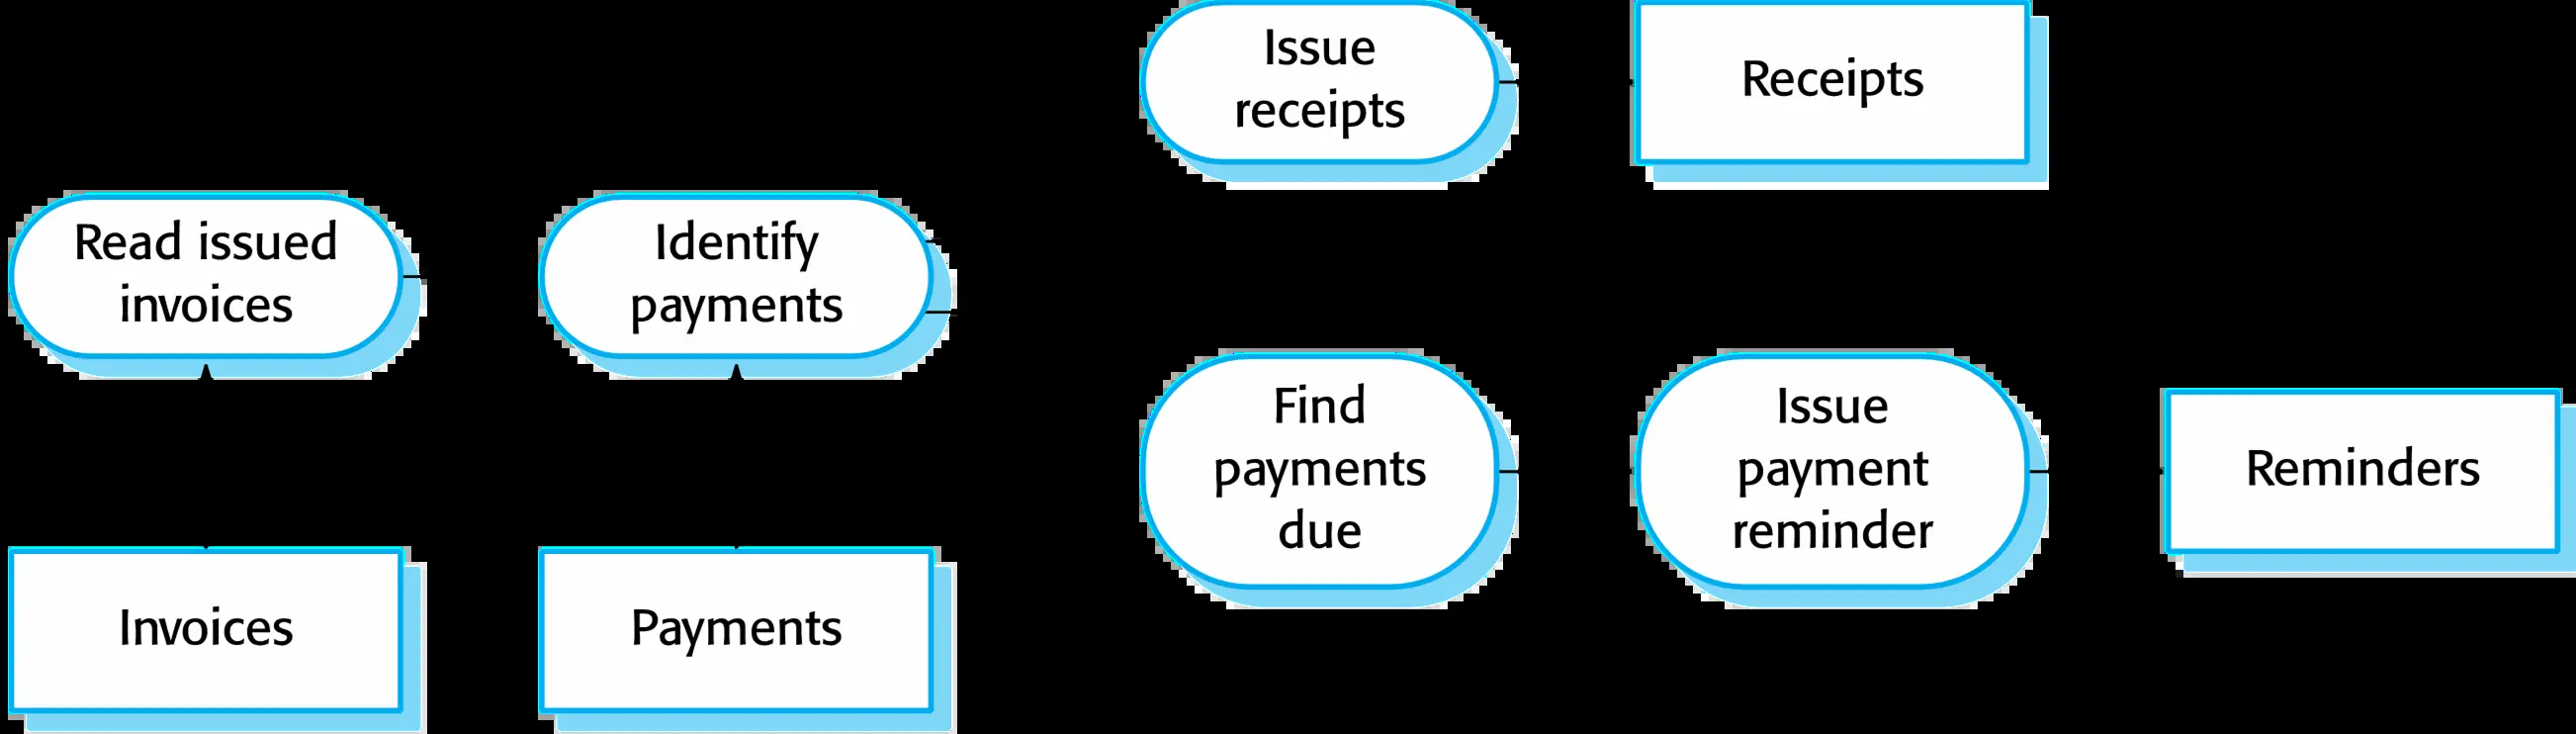 Issue
receipts
Receipts
Read issued
invoices
Identify
payments
Find
payments
due
Issue
payment
reminder
Reminders
Invoices
Payments